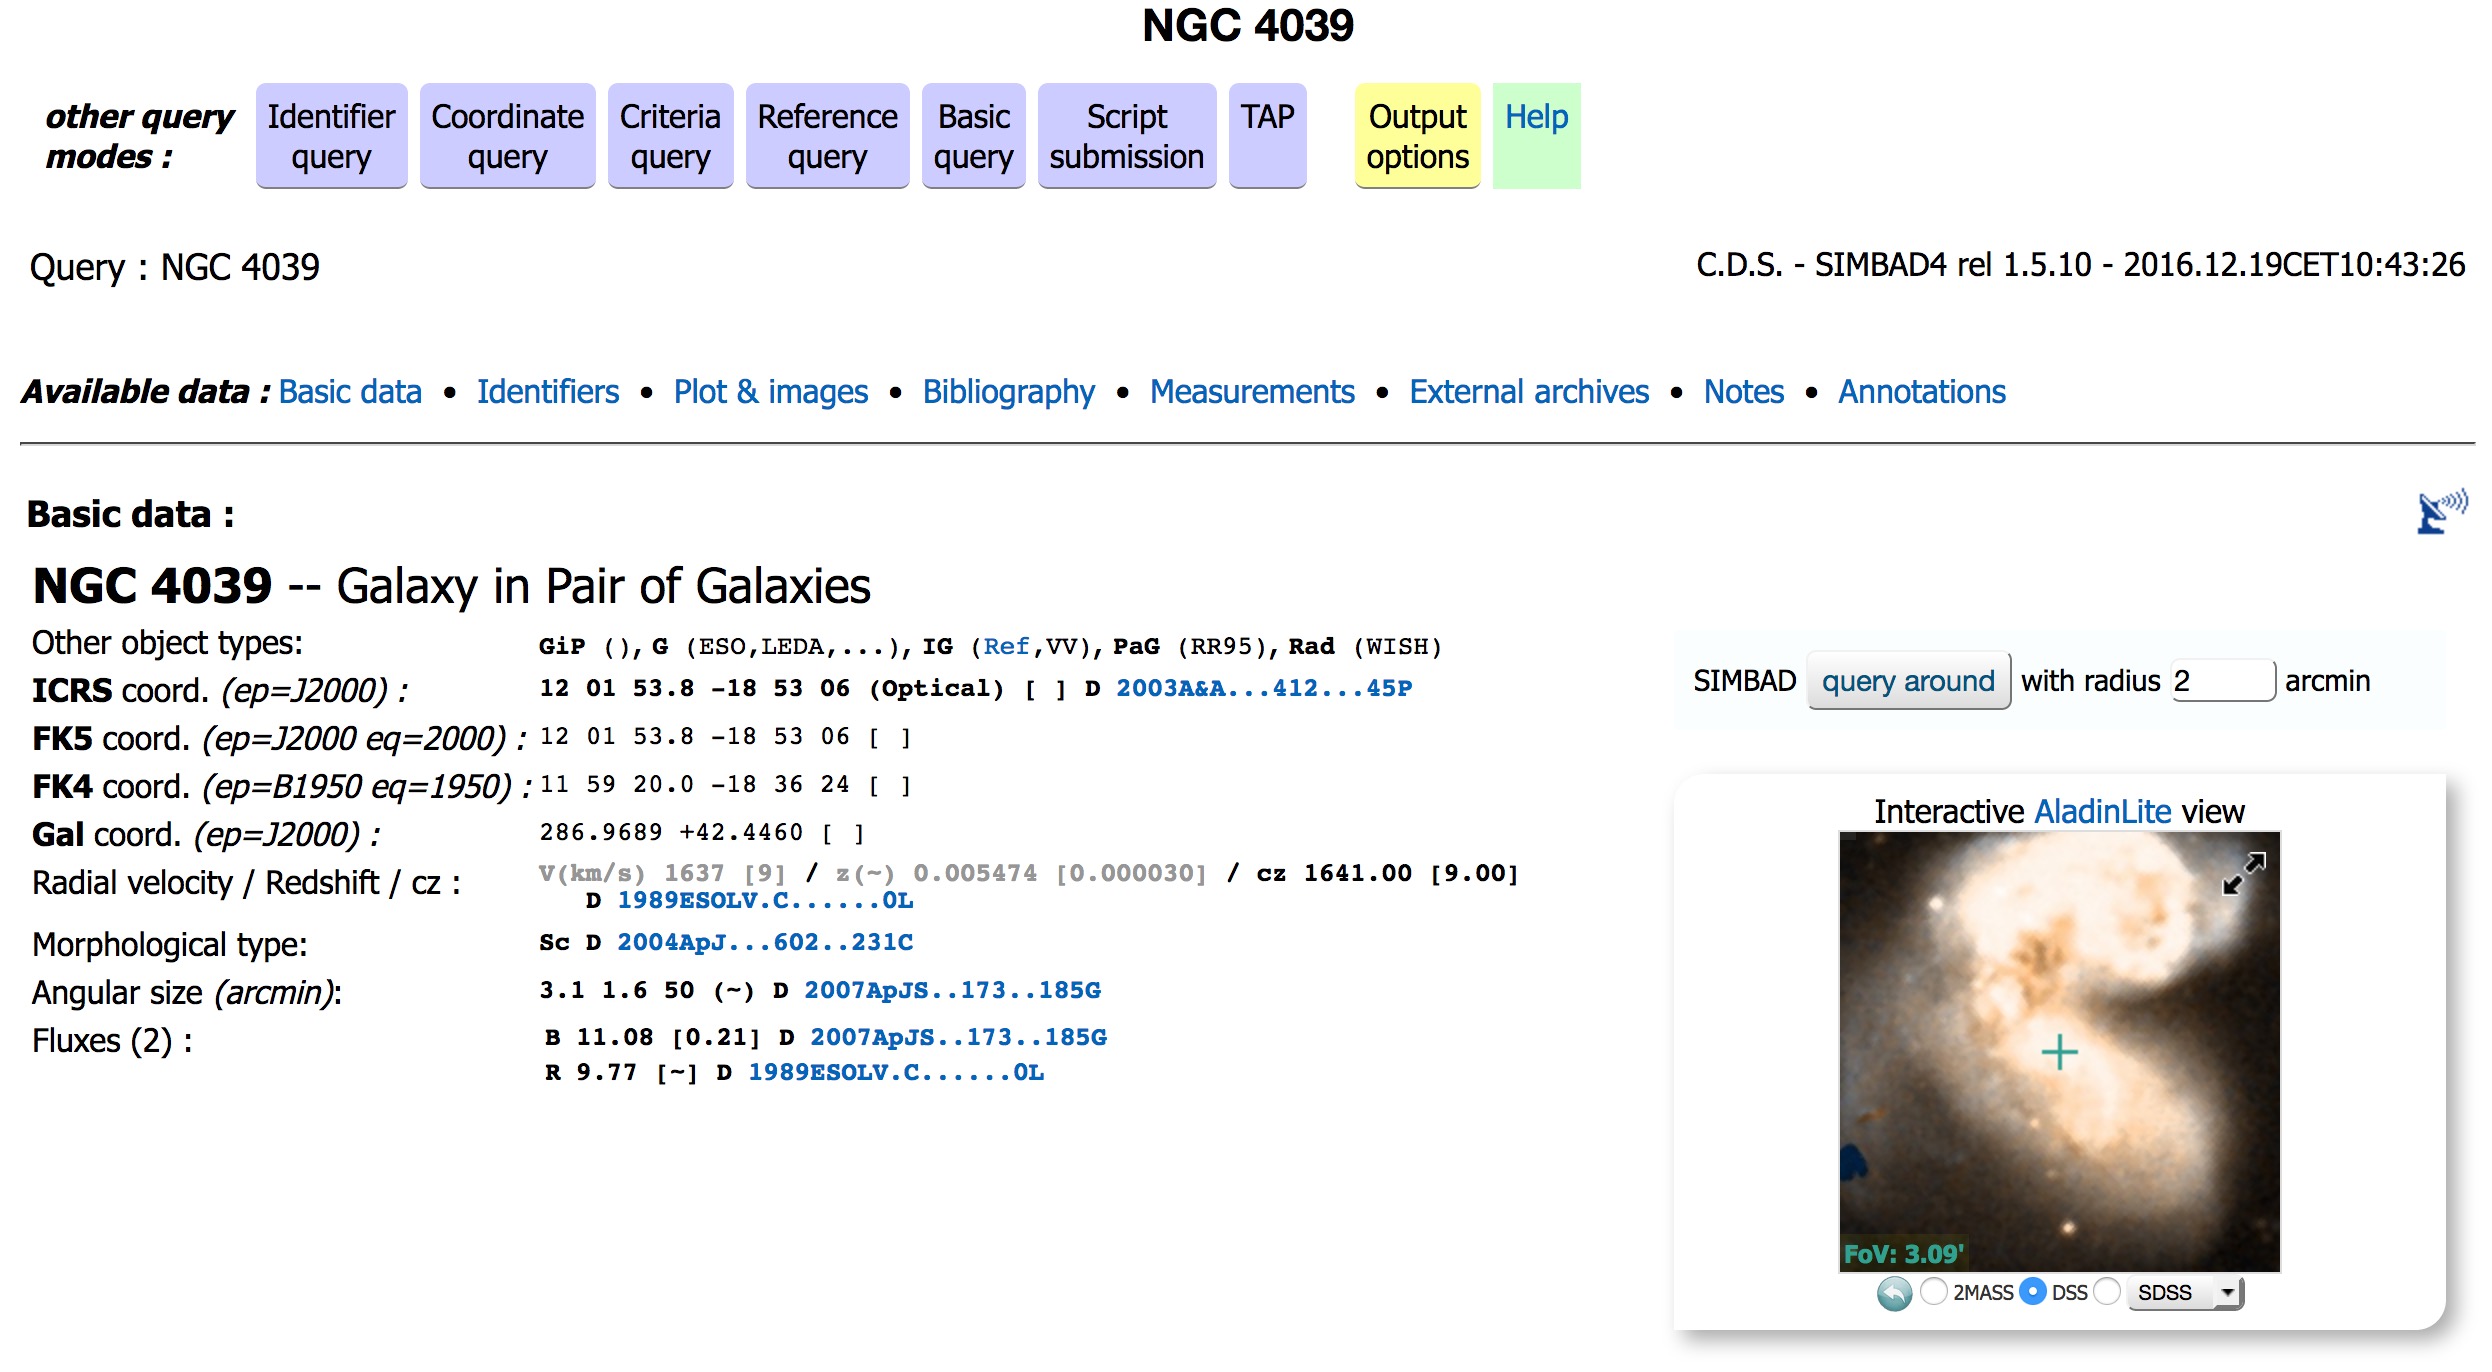 NGC 4039
other query modes :
Identifier query
Coordinate query
Criteria query
Reference query
Basic query
Script submission
TAP
Output options
Help
Query : NGC 4039
C.D.S. - SIMBAD4 rel 1.5.10 - 2016.12.19CET10:43:26
Available data : Basic data • Identifiers • Plot & images • Bibliography • Measurements • External archives • Notes • Annotations
Basic data :
NGC 4039 -- Galaxy in Pair of Galaxies
Other object types: GiP (), G (ESO,LEDA,...), IG (Ref,VV), PaG (RR95), Rad (WISH)
ICRS coord. (ep=J2000) : 12 01 53.8 -18 53 06 (Optical) [ ] D 2003A&A...412...45P
FK5 coord. (ep=J2000 eq=2000) : 12 01 53.8 -18 53 06 [ ]
FK4 coord. (ep=B1950 eq=1950) : 11 59 20.0 -18 36 24 [ ]
Gal coord. (ep=J2000) : 286.9689 +42.4460 [ ]
Radial velocity / Redshift / cz : V(km/s) 1637 [9] / z(~) 0.005474 [0.000030] / cz 1641.00 [9.00]
D 1989ESOLV.C......0L
Morphological type: Sc D 2004ApJ...602..231C
Angular size (arcmin): 3.1 1.6 50 (~) D 2007ApJS..173..185G
Fluxes (2) : B 11.08 [0.21] D 2007ApJS..173..185G
R 9.77 [~] D 1989ESOLV.C......0L
SIMBAD query around with radius 2 arcmin
Interactive AladinLite view
FoV: 3.09'
2MASS DSS SDSS